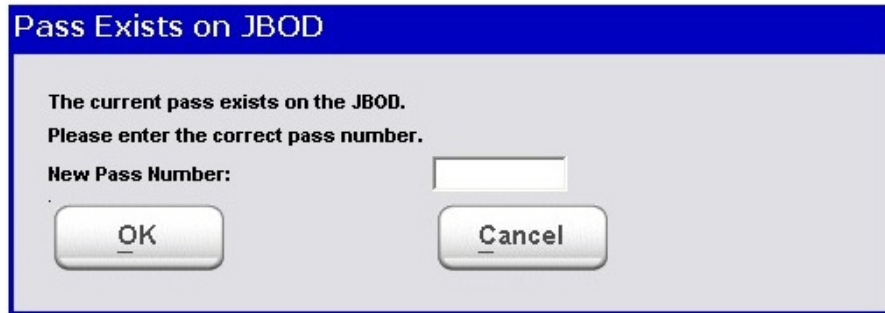 Pass Exists on JBOD
The current pass exists on the JBOD.
Please enter the correct pass number.
New Pass Number:
OK Cancel